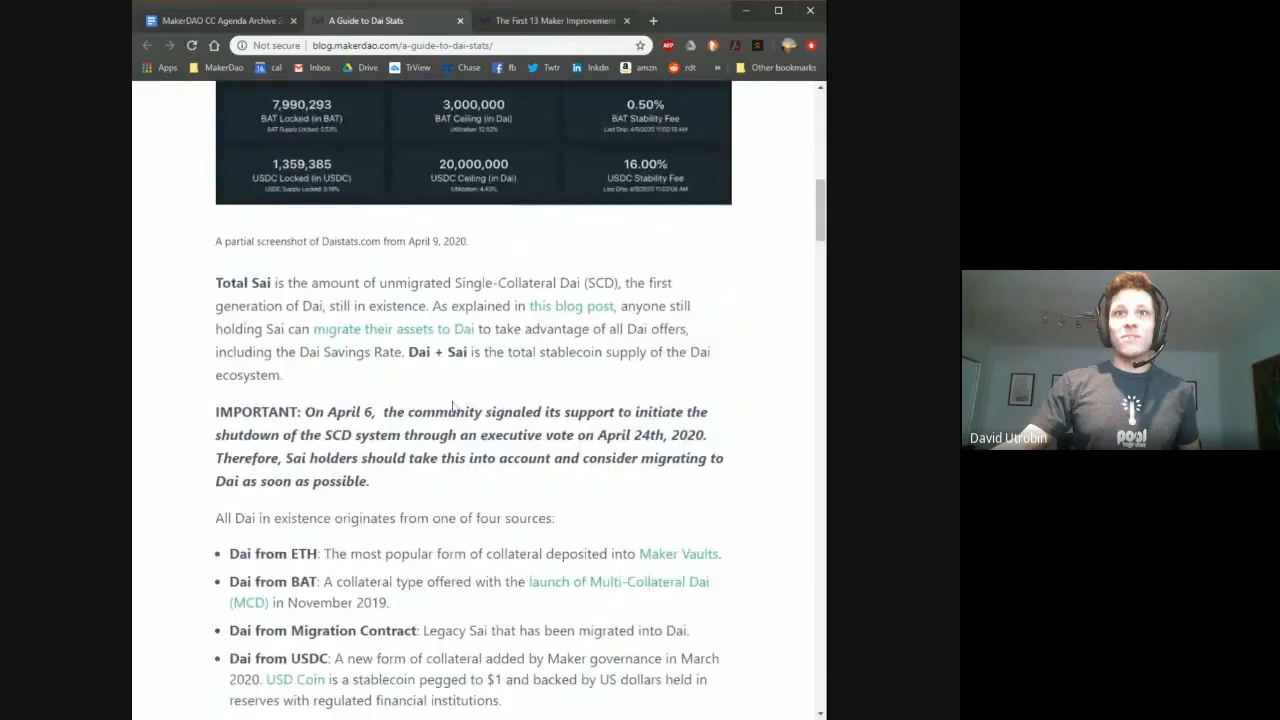 MakerDAO CC Agenda Archive 2
A Guide to Dai Stats
The First 13 Maker Improvement
Not secure
blog.makerdao.com/a-guide-to-dai-stats/
Apps MakerDao cal Inbox Drive TrView Chase fb Twtr lnkdn amzn rdt » Other bookmarks
7,990,293 3,000,000 0.50%
BAT Locked (in BAT) BAT Ceiling (in Dai) BAT Stability Fee
BAT Supply Locked: 0.53% Utilization: 12.92%
1,359,385 20,000,000 16.00%
USDC Locked (in USDC) USDC Ceiling (in Dai) USDC Stability Fee
Utilization: 4.43%
A partial screenshot of Daistats.com from April 9, 2020.
Total Sai is the amount of unmigrated Single-Collateral Dai (SCD), the first
generation of Dai, still in existence. As explained in this blog post, anyone still
holding Sai can migrate their assets to Dai to take advantage of all Dai offers,
including the Dai Savings Rate. Dai + Sai is the total stablecoin supply of the Dai
ecosystem.
IMPORTANT: On April 6, the community signaled its support to initiate the
shutdown of the SCD system through an executive vote on April 24th, 2020.
Therefore, Sai holders should take this into account and consider migrating to
Dai as soon as possible.
All Dai in existence originates from one of four sources:
• Dai from ETH: The most popular form of collateral deposited into Maker Vaults.
• Dai from BAT: A collateral type offered with the launch of Multi-Collateral Dai
(MCD) in November 2019.
• Dai from Migration Contract: Legacy Sai that has been migrated into Dai.
• Dai from USDC: A new form of collateral added by Maker governance in March
2020. USD Coin is a stablecoin pegged to $1 and backed by US dollars held in
reserves with regulated financial institutions.
David Utrobin
pool